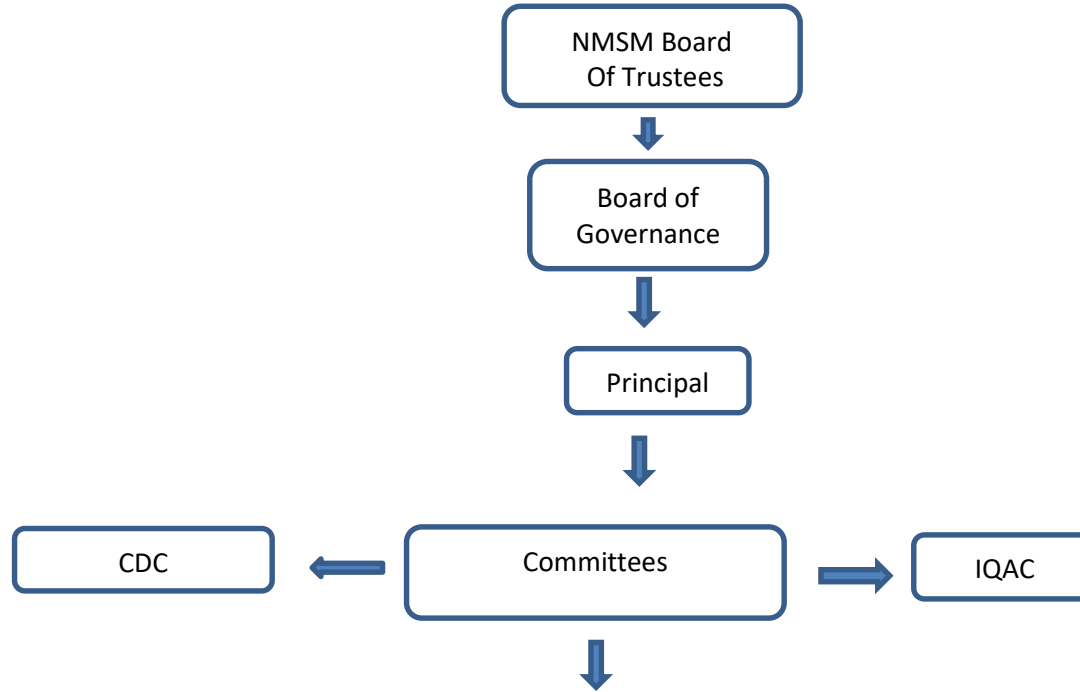 NMSM Board
Of Trustees
Board of
Governance
Principal
CDC
Committees
IQAC